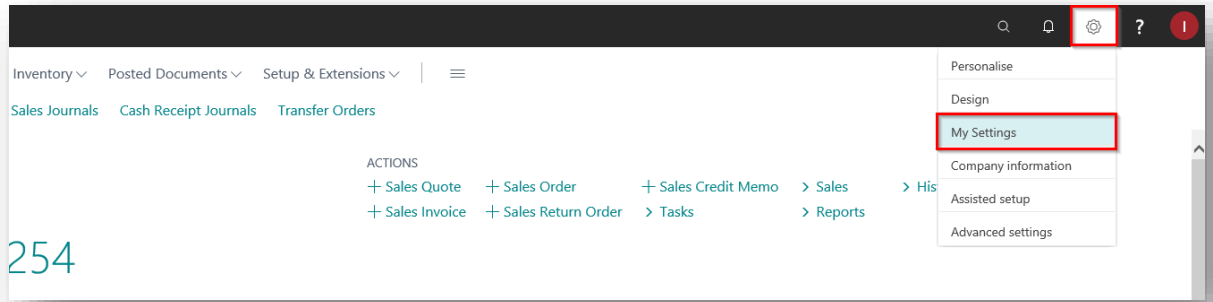 ? I
Inventory Posted Documents Setup & Extensions
Sales Journals Cash Receipt Journals Transfer Orders
Personalise
Design
My Settings
Company information
Assisted setup
Advanced settings
ACTIONS
+ Sales Quote + Sales Order + Sales Credit Memo > Sales > His
+ Sales Invoice + Sales Return Order > Tasks > Reports
254